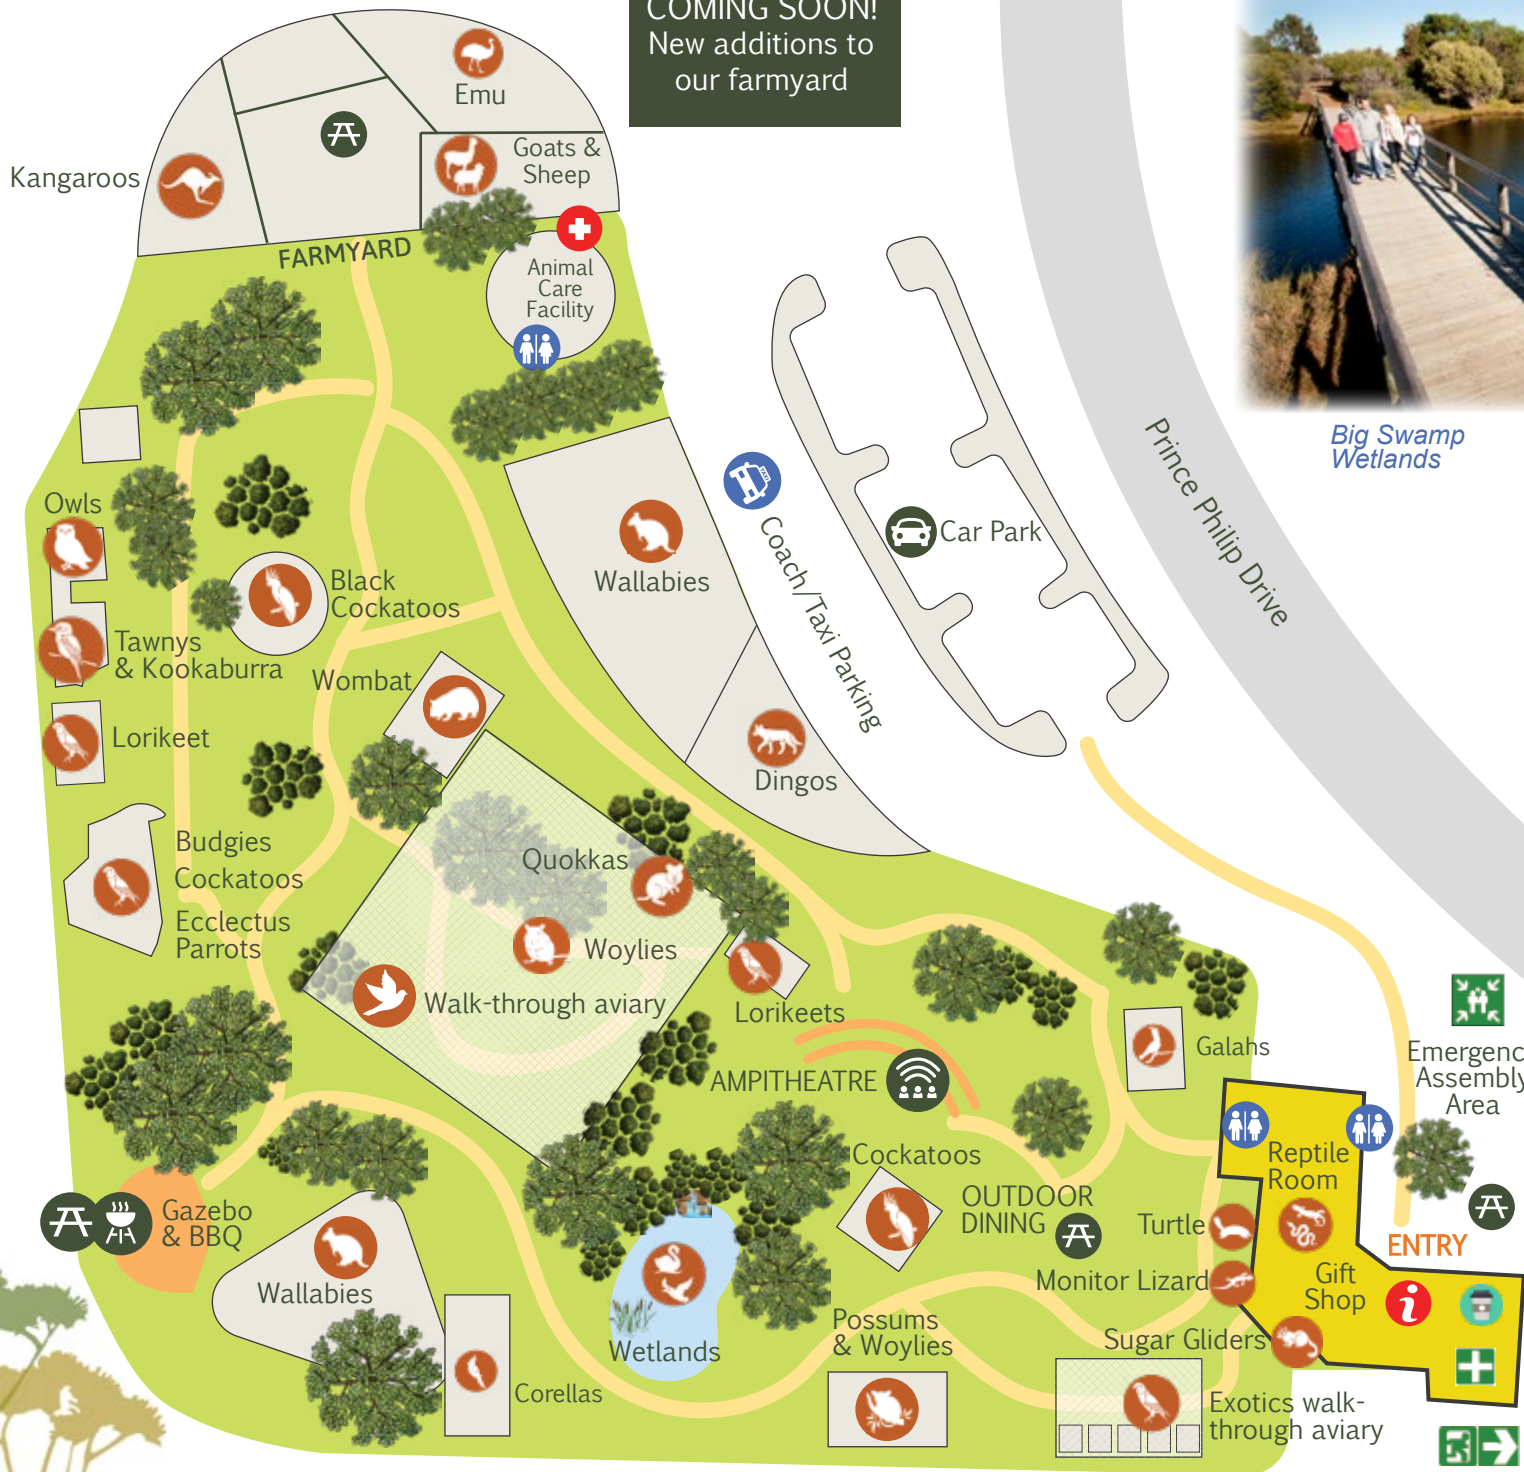 COMING SOON!
New additions to
our farmyard
Emu
Goats &
Sheep
Kangaroos
FARMYARD
Animal
Care
Facility
Big Swamp
Wetlands
Prince Philip Drive
Car Park
Coach/Taxi Parking
Wallabies
Dingos
Owls
Black
Cockatoos
Tawnys
& Kookaburra
Wombat
Lorikeet
Budgies
Cockatoos
Ecclectus
Parrots
Quokkas
Woylies
Walk-through aviary
Lorikeets
AMPITHEATRE
Galahs
Emergenc
Assembly
Area
Cockatoos
OUTDOOR
DINING
Reptile
Room
Turtle
Monitor Lizard
ENTRY
Gift
Shop
Sugar Gliders
Gazebo
& BBQ
Wallabies
Wetlands
Possums
& Woylies
Corellas
Exotics walk-
through aviary